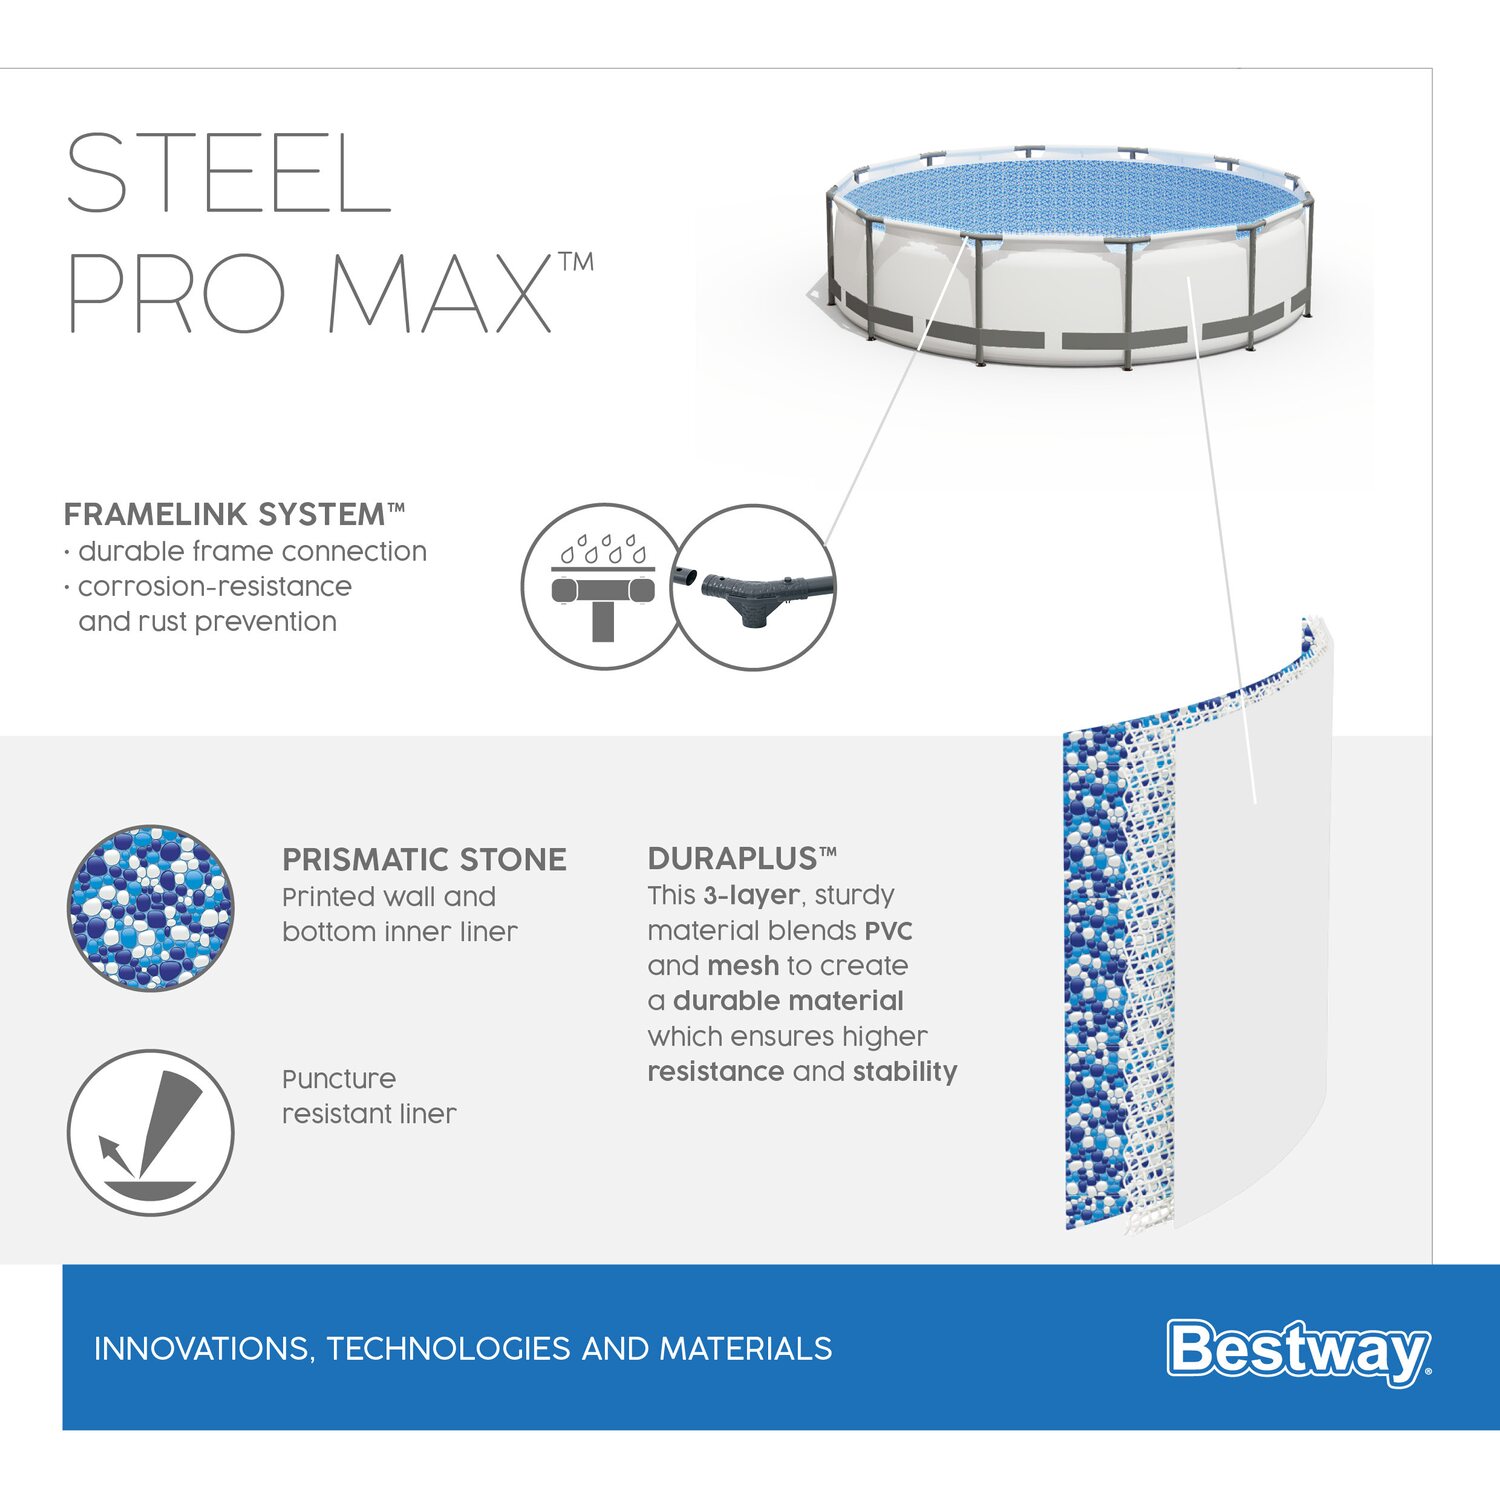 STEEL
PRO MAX™
FRAMELINK SYSTEM™
· durable frame connection
· corrosion-resistance
and rust prevention
PRISMATIC STONE
Printed wall and
bottom inner liner
Puncture
resistant liner
DURAPLUS™
This 3-layer, sturdy
material blends PVC
and mesh to create
a durable material
which ensures higher
resistance and stability
INNOVATIONS, TECHNOLOGIES AND MATERIALS
Bestway®